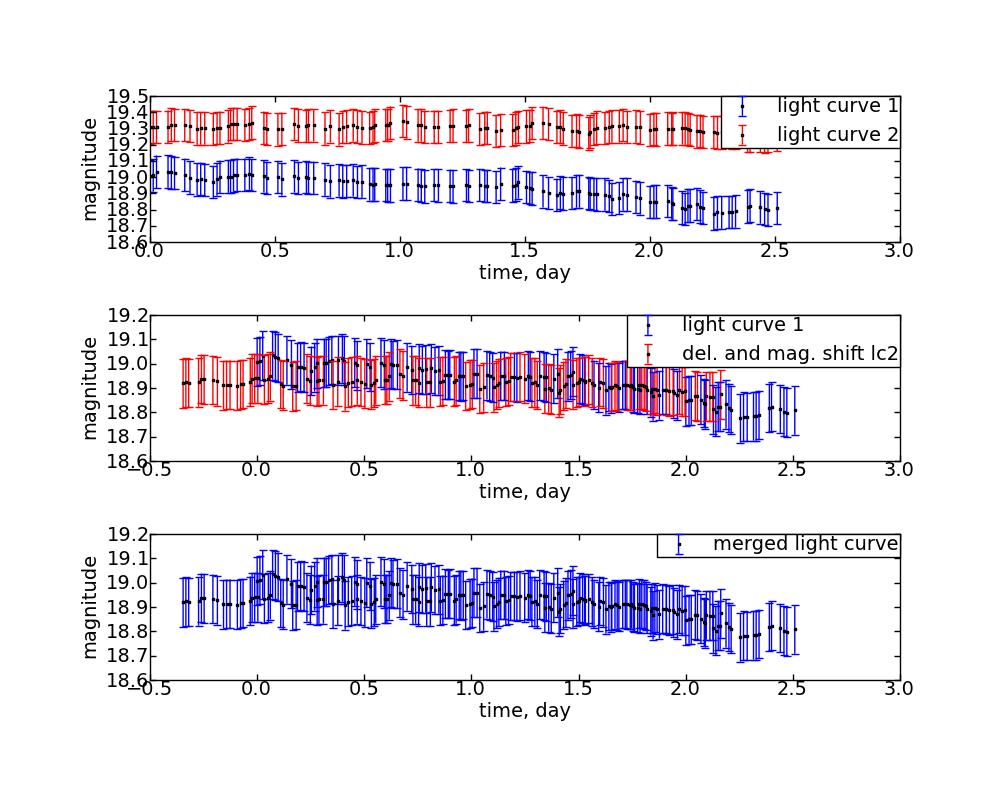 19.5
19.4
19.3
19.2
19.1
19.0
18.9
18.8
18.7
18.6
magnitude
light curve 1
light curve 2
0.0 0.5 1.0 1.5 2.0 2.5 3.0
time, day
19.2
19.1
19.0
18.9
18.8
18.7
18.6
magnitude
light curve 1
del. and mag. shift lc2
−0.5 0.0 0.5 1.0 1.5 2.0 2.5 3.0
time, day
19.2
19.1
19.0
18.9
18.8
18.7
18.6
magnitude
merged light curve
−0.5 0.0 0.5 1.0 1.5 2.0 2.5 3.0
time, day